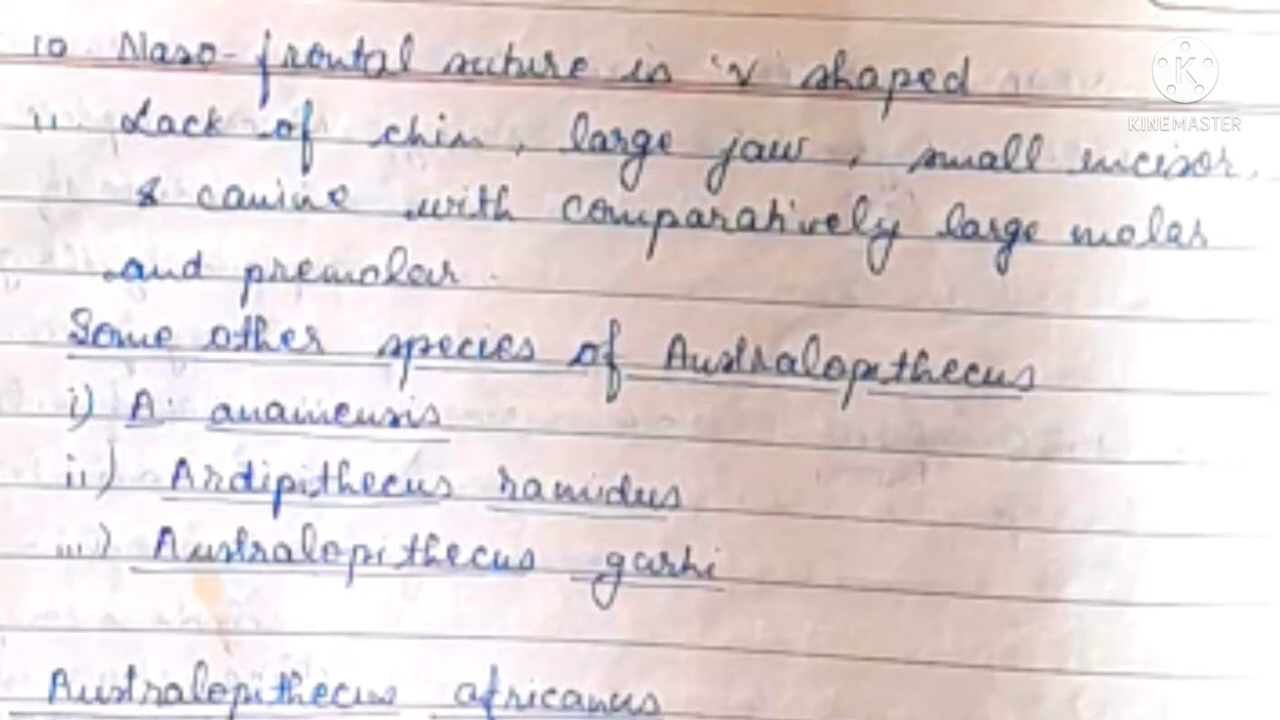 10 Naso-frontal suture is 'v' shaped
11 Lack of chin, large jaw, small incisor,
& canine with comparatively large molar
and premolar.
Some other species of Australopithecus
i) A. anamensis
ii) Ardipithecus ramidus
iii) Australopithecus garhi
Australopithecus africanus
K
KINEMASTER